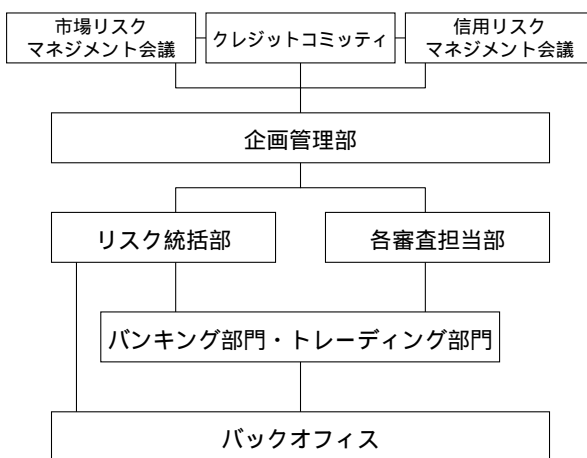 市場リスク
マネジメント会議
クレジットコミッティ
信用リスク
マネジメント会議
企画管理部
リスク統括部
各審査担当部
バンキング部門・トレーディング部門
バックオフィス